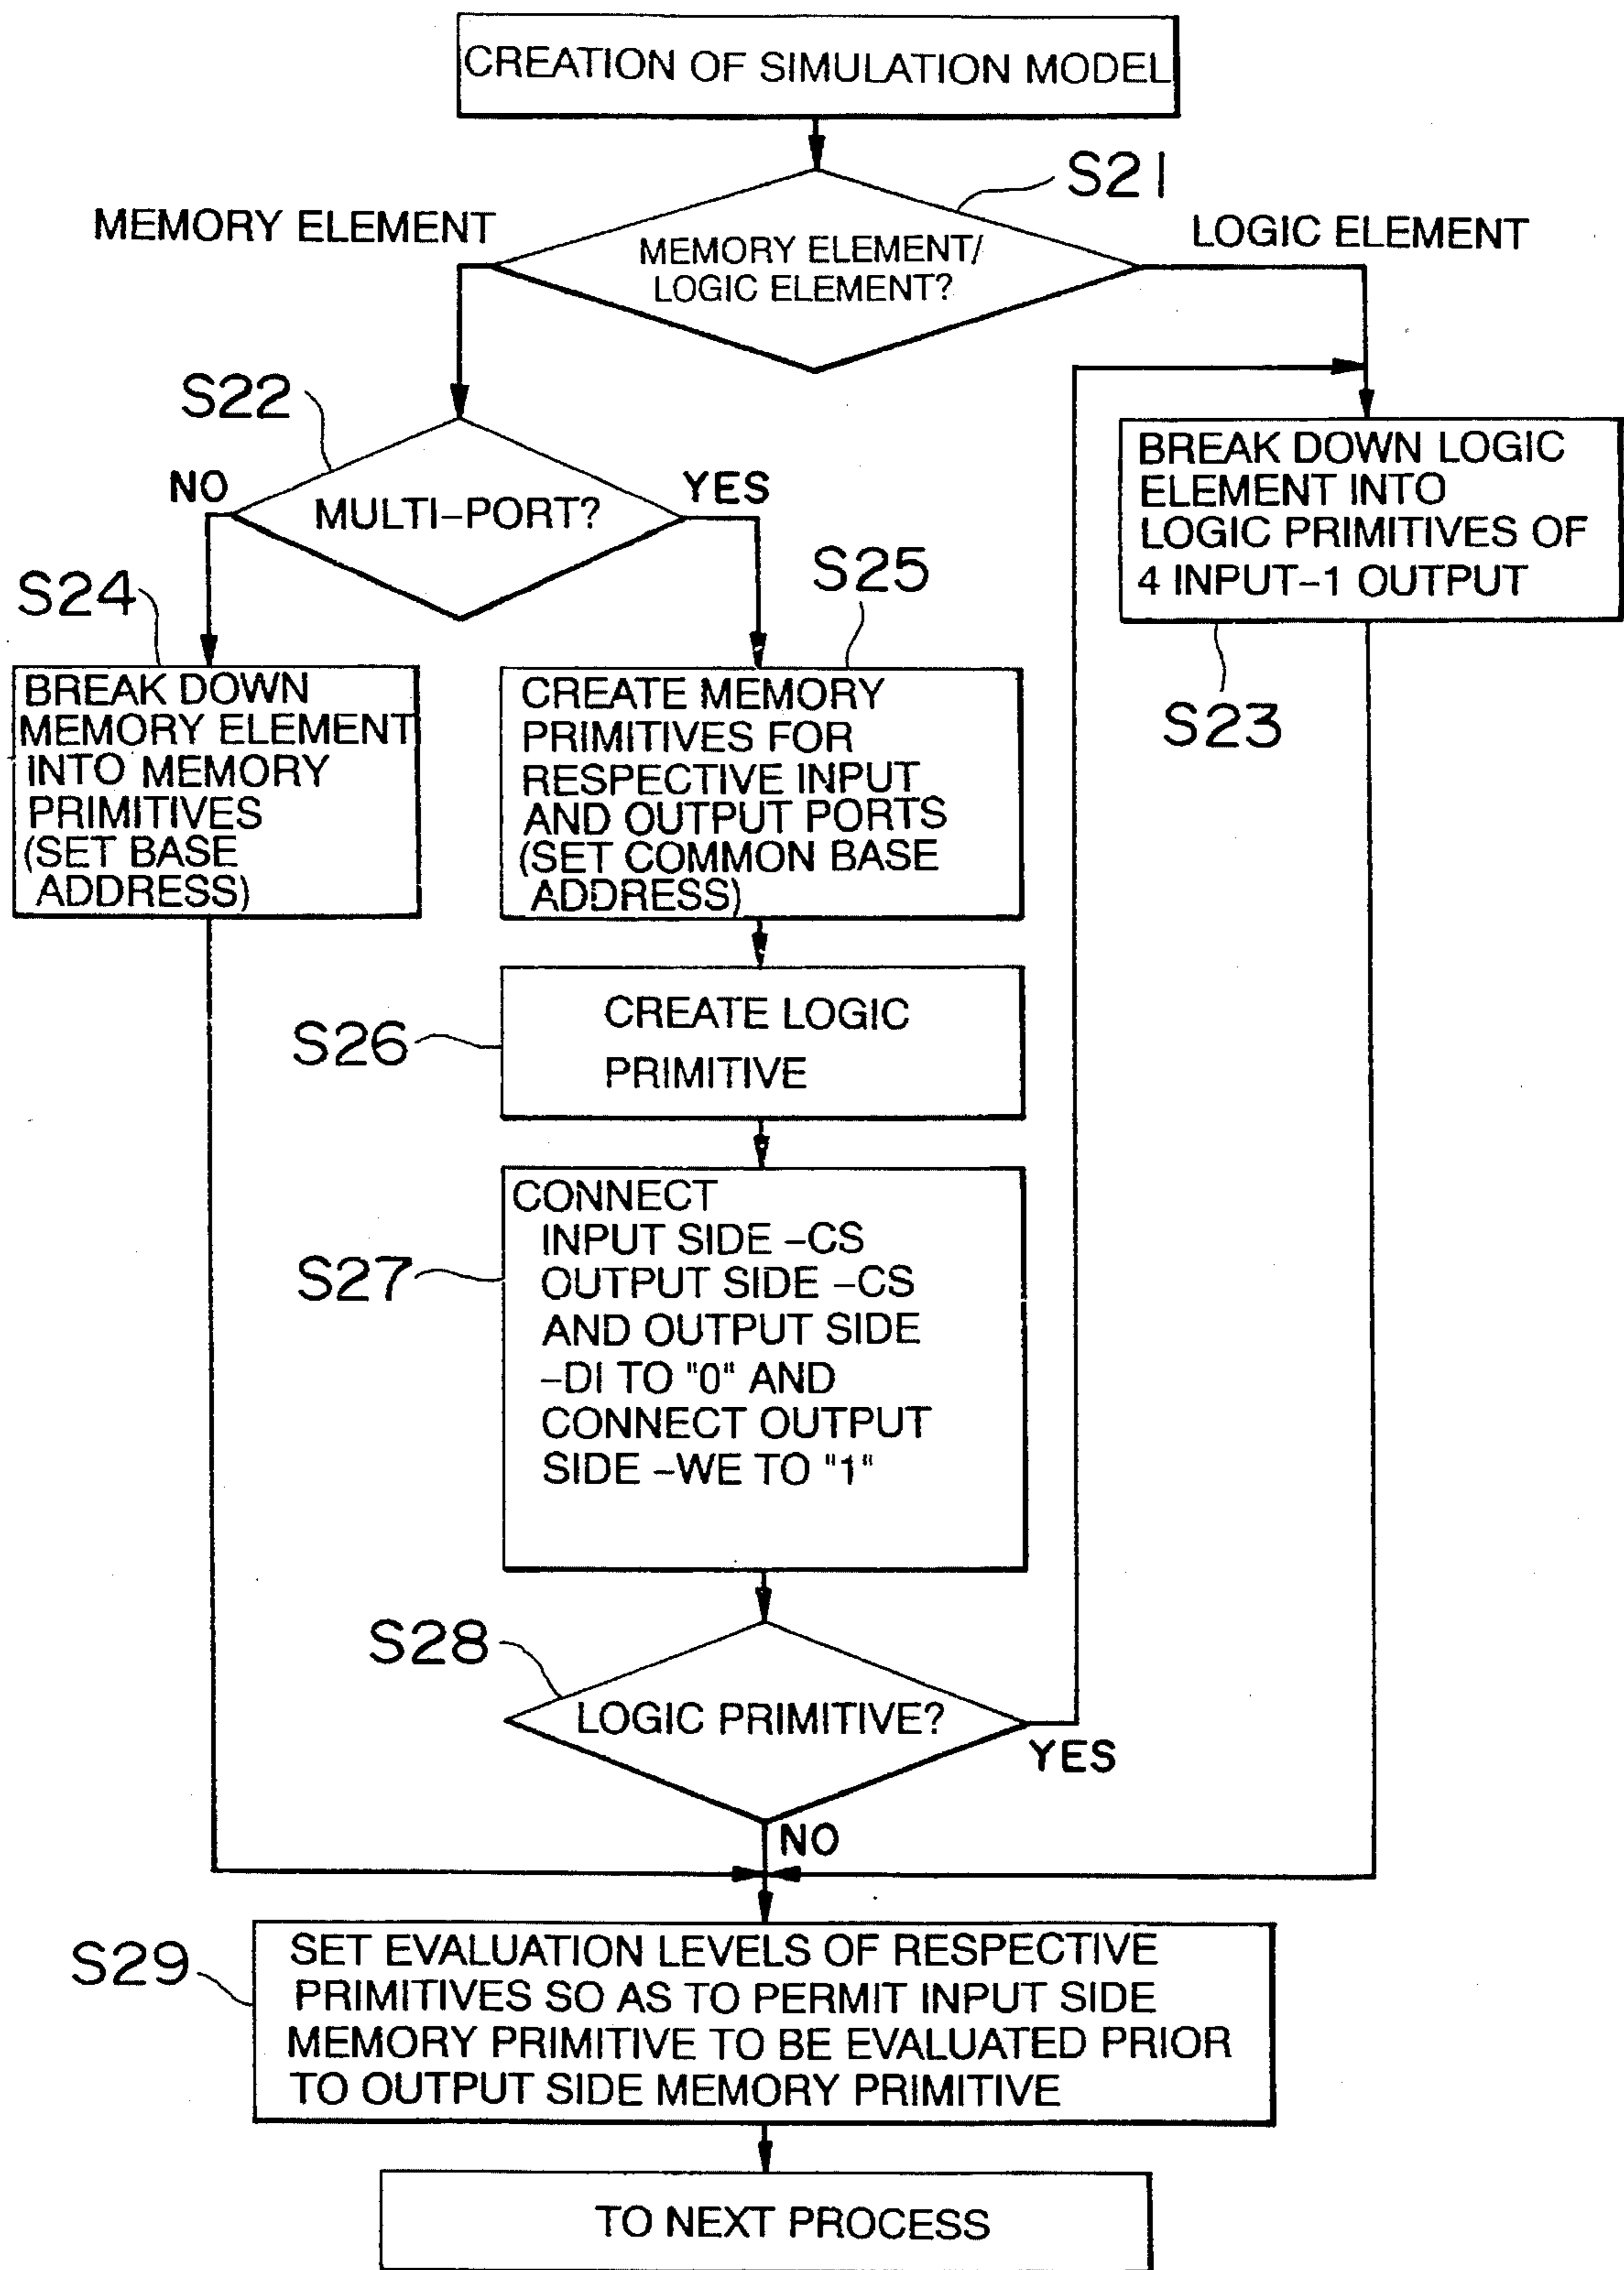 CREATION OF SIMULATION MODEL
S21
MEMORY ELEMENT
LOGIC ELEMENT
MEMORY ELEMENT/
LOGIC ELEMENT?
S22
NO
YES
MULTI-PORT?
BREAK DOWN LOGIC
ELEMENT INTO
LOGIC PRIMITIVES OF
4 INPUT-1 OUTPUT
S23
S24
S25
BREAK DOWN
MEMORY ELEMENT
INTO MEMORY
PRIMITIVES
(SET BASE
ADDRESS)
CREATE MEMORY
PRIMITIVES FOR
RESPECTIVE INPUT
AND OUTPUT PORTS
(SET COMMON BASE
ADDRESS)
S26
CREATE LOGIC
PRIMITIVE
S27
CONNECT
INPUT SIDE -CS
OUTPUT SIDE -CS
AND OUTPUT SIDE
-DI TO "0" AND
CONNECT OUTPUT
SIDE -WE TO "1"
S28
LOGIC PRIMITIVE?
YES
NO
S29
SET EVALUATION LEVELS OF RESPECTIVE
PRIMITIVES SO AS TO PERMIT INPUT SIDE
MEMORY PRIMITIVE TO BE EVALUATED PRIOR
TO OUTPUT SIDE MEMORY PRIMITIVE
TO NEXT PROCESS